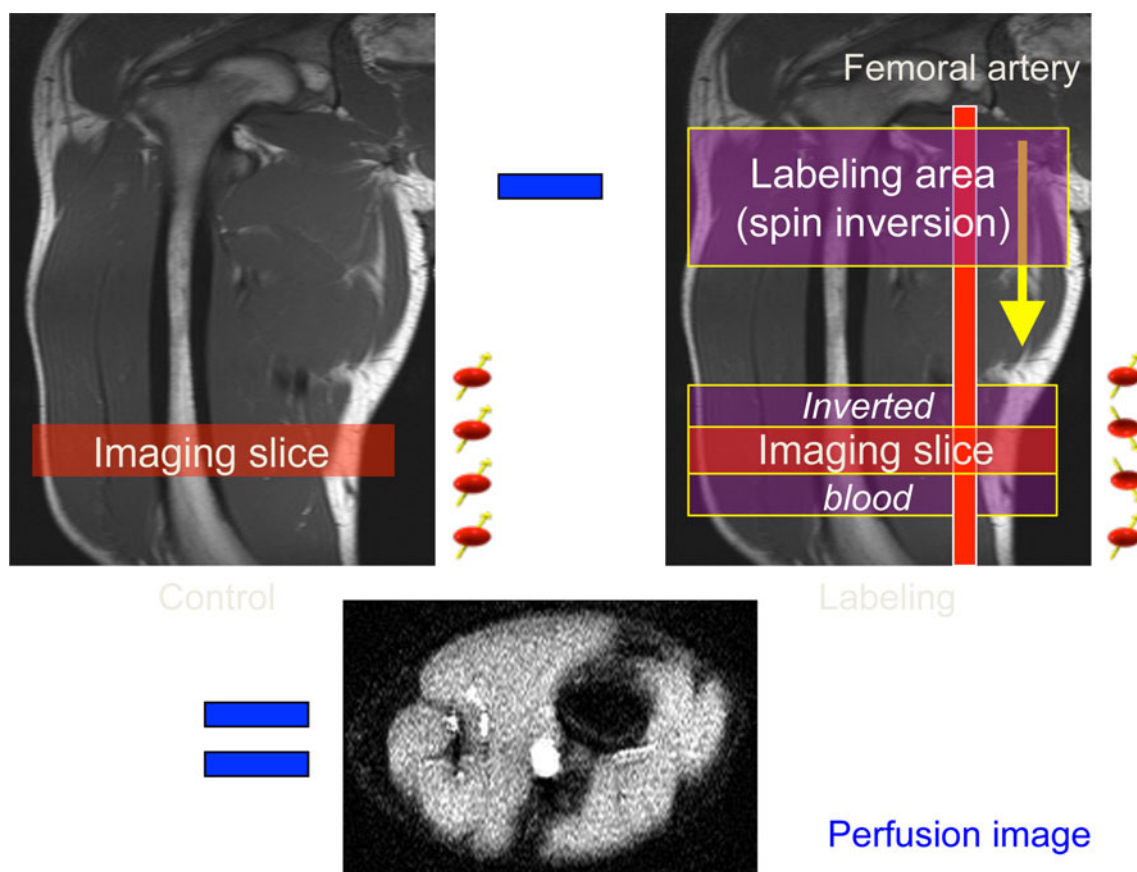 Femoral artery
Labeling area
(spin inversion)
Inverted
Imaging slice
Imaging slice
blood
Control
Labeling
Perfusion image